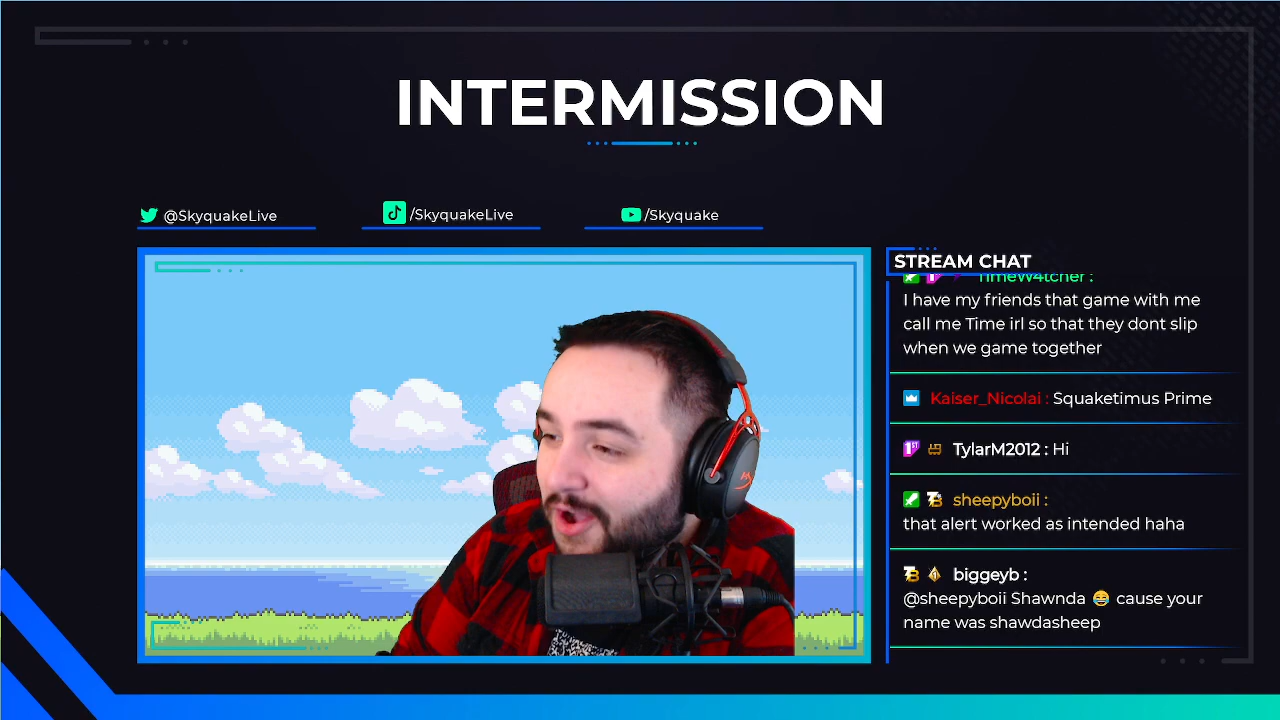 INTERMISSION
@SkyquakeLive
/SkyquakeLive
/Skyquake
STREAM CHAT
TimeW4tcher :
I have my friends that game with me
call me Time irl so that they dont slip
when we game together
Kaiser_Nicolai : Squaketimus Prime
TylarM2012 : Hi
sheepyboii :
that alert worked as intended haha
biggeyb :
@sheepyboii Shawnda 😂 cause your
name was shawdasheep